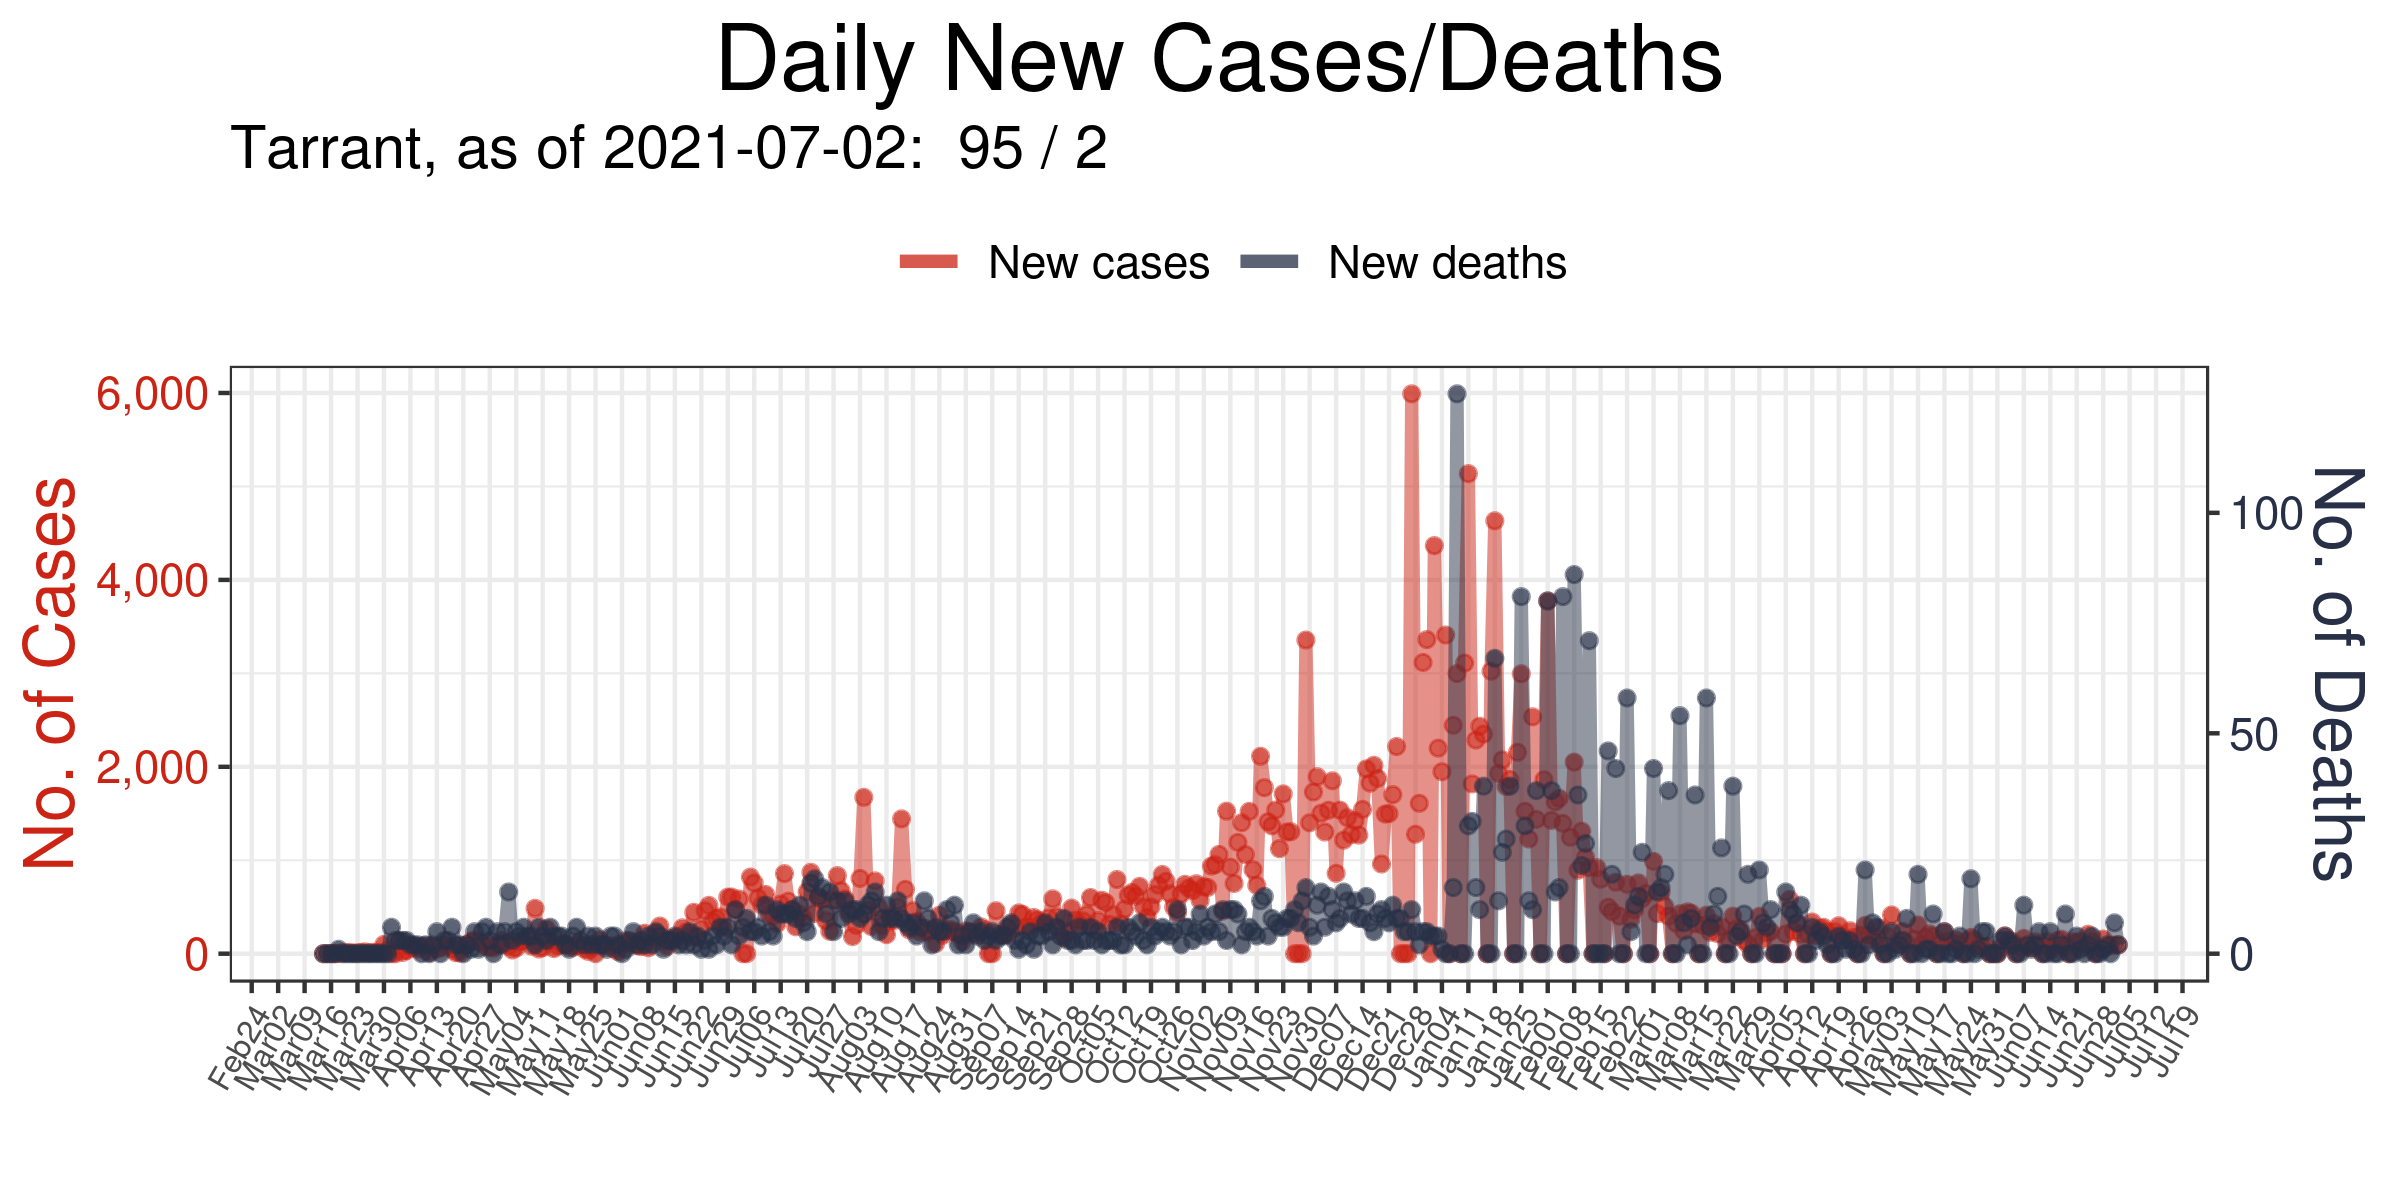 Daily New Cases/Deaths
Tarrant, as of 2021-07-02:  95 / 2
New cases New deaths
No. of Cases
6,000
4,000
2,000
0
100
50
0
No. of Deaths
Feb24 Mar02 Mar09 Mar16 Mar23 Mar30 Apr06 Apr13 Apr20 Apr27 May04 May11 May18 May25 Jun01 Jun08 Jun15 Jun22 Jun29 Jul06 Jul13 Jul20 Jul27 Aug03 Aug10 Aug17 Aug24 Aug31 Sep07 Sep14 Sep21 Sep28 Oct05 Oct12 Oct19 Oct26 Nov02 Nov09 Nov16 Nov23 Nov30 Dec07 Dec14 Dec21 Dec28 Jan04 Jan11 Jan18 Jan25 Feb01 Feb08 Feb15 Feb22 Mar01 Mar08 Mar15 Mar22 Mar29 Apr05 Apr12 Apr19 Apr26 May03 May10 May17 May24 May31 Jun07 Jun14 Jun21 Jun28 Jul05 Jul12 Jul19